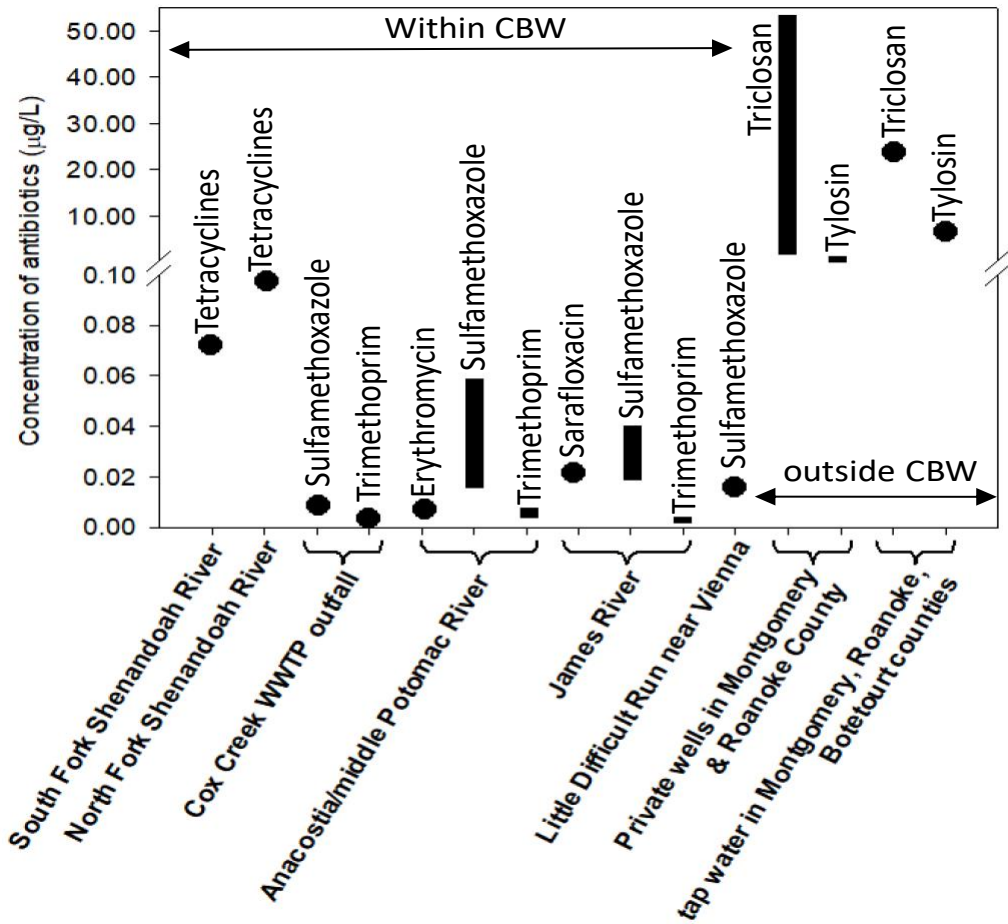 Concentration of antibiotics (µg/L)
50.00
40.00
30.00
20.00
10.00
0.10
0.08
0.06
0.04
0.02
0.00
Within CBW
outside CBW
Tetracyclines
Tetracyclines
Sulfamethoxazole
Trimethoprim
Erythromycin
Sulfamethoxazole
Trimethoprim
Sarafloxacin
Sulfamethoxazole
Trimethoprim
Sulfamethoxazole
Triclosan
Tylosin
Triclosan
Tylosin
South Fork Shenandoah River
North Fork Shenandoah River
Cox Creek WWTP outfall
Anacostia/middle Potomac River
James River
Little Difficult Run near Vienna
Private wells in Montgomery
& Roanoke County
tap water in Montgomery, Roanoke,
Botetourt counties